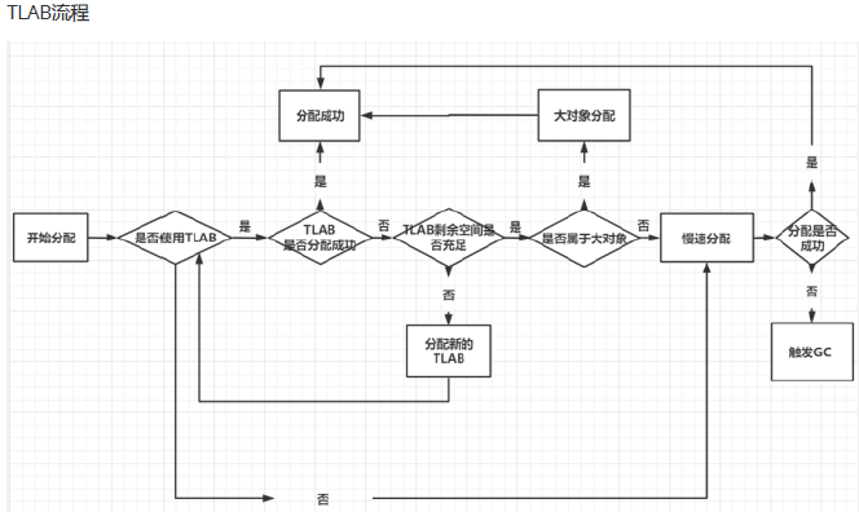 TLAB流程
分配成功
大对象分配
是
是
是
开始分配
是否使用TLAB
是
TLAB
是否分配成功
否
TLAB剩余空间是
否充足
是
是否属于大对象
否
慢速分配
分配是否
成功
否
否
分配新的
TLAB
触发GC
否